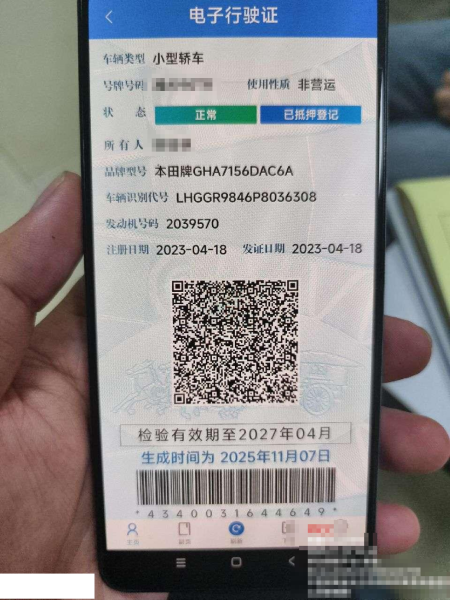 电子行驶证
车辆类型 小型轿车
号牌号码 使用性质 非营运
状 态 正常 已抵押登记
所有人
品牌型号 本田牌GHA7156DAC6A
车辆识别代号 LHGGR9846P8036308
发动机号码 2039570
注册日期 2023-04-18 发证日期 2023-04-18
检验有效期至2027年04月
生成时间为 2025年11月07日
*4340031644649*